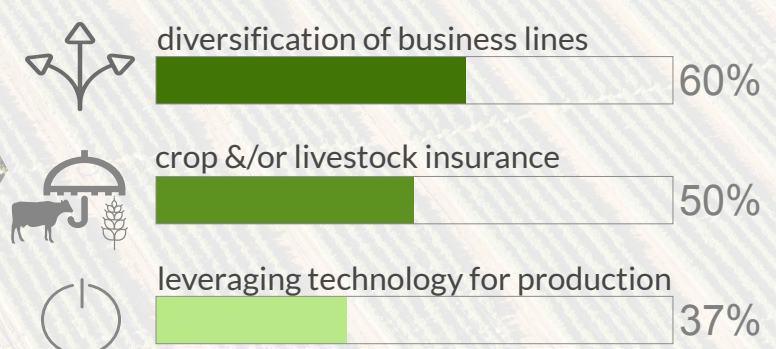 diversification of business lines
60%
crop &/or livestock insurance
50%
leveraging technology for production
37%